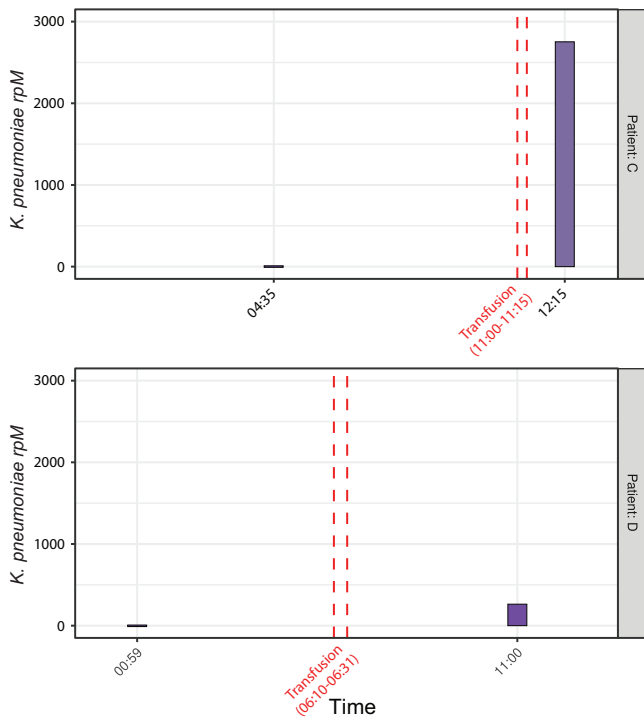 3000
2000
1000
0
K. pneumoniae rpM
Patient: C
04:35
Transfusion
(11:00-11:15)
12:15
3000
2000
1000
0
K. pneumoniae rpM
Patient: D
00:59
Transfusion
(06:10-06:31)
11:00
Time